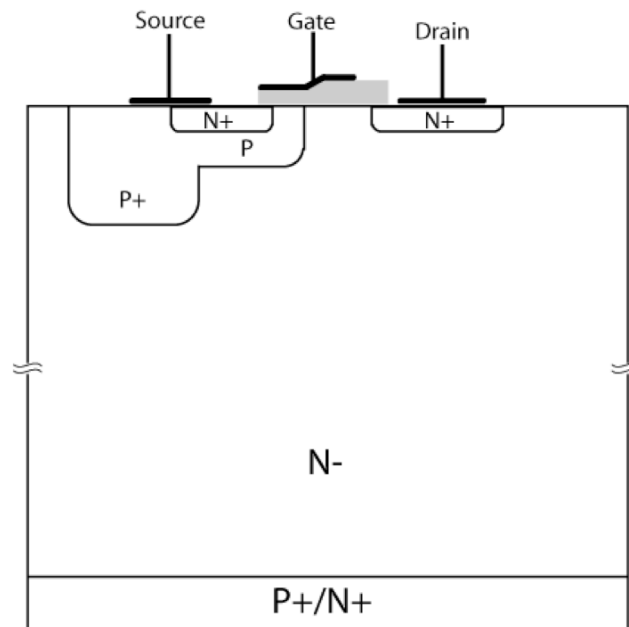 Source
Gate
Drain
N+
N+
P
P+
N-
P+/N+